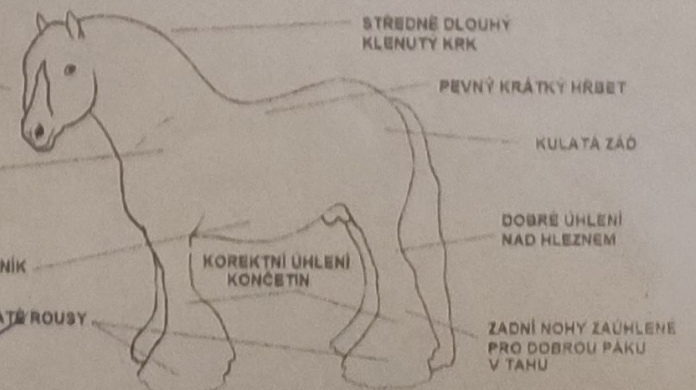 STŘEDNĚ DLOUHÝ
KLENUTÝ KRK
PEVNÝ KRÁTKÝ HŘBET
KULATÁ ZÁĎ
DOBRÉ ÚHLENÍ
NAD HLEZNEM
NÍK
KOREKTNÍ ÚHLENÍ
KONČETIN
ATÉ ROUSY
ZADNÍ NOHY ZAÚHLENÉ
PRO DOBROU PÁKU
V TAHU